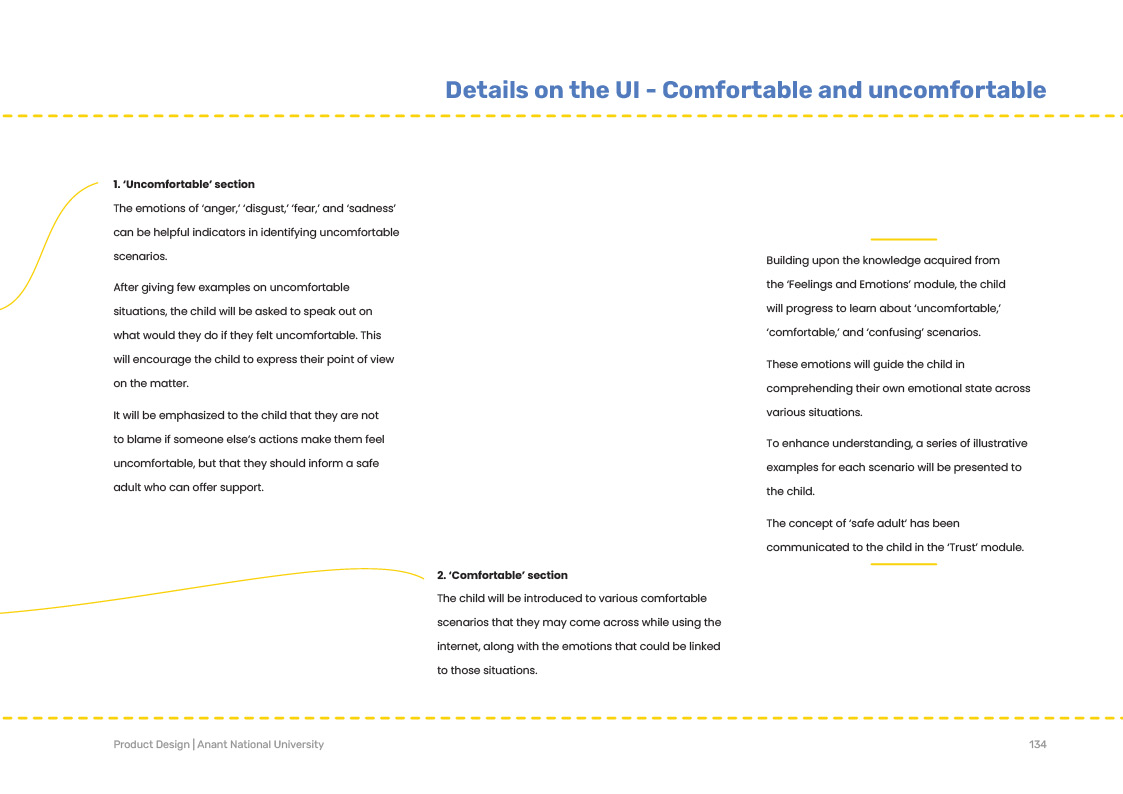 Details on the UI - Comfortable and uncomfortable
1. ‘Uncomfortable’ section
The emotions of ‘anger,’ ‘disgust,’ ‘fear,’ and ‘sadness’
can be helpful indicators in identifying uncomfortable
scenarios.
After giving few examples on uncomfortable
situations, the child will be asked to speak out on
what would they do if they felt uncomfortable. This
will encourage the child to express their point of view
on the matter.
It will be emphasized to the child that they are not
to blame if someone else’s actions make them feel
uncomfortable, but that they should inform a safe
adult who can offer support.
2. ‘Comfortable’ section
The child will be introduced to various comfortable
scenarios that they may come across while using the
internet, along with the emotions that could be linked
to those situations.
Building upon the knowledge acquired from
the ‘Feelings and Emotions’ module, the child
will progress to learn about ‘uncomfortable,’
‘comfortable,’ and ‘confusing’ scenarios.
These emotions will guide the child in
comprehending their own emotional state across
various situations.
To enhance understanding, a series of illustrative
examples for each scenario will be presented to
the child.
The concept of ‘safe adult’ has been
communicated to the child in the ‘Trust’ module.
Product Design | Anant National University
134